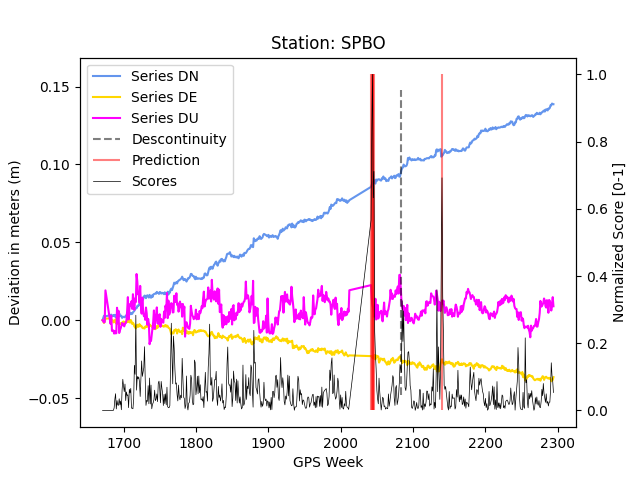 Station: SPBO
Series DN
Series DE
Series DU
Descontinuity
Prediction
Scores
Deviation in meters (m)
0.15
0.10
0.05
0.00
−0.05
Normalized Score [0-1]
1.0
0.8
0.6
0.4
0.2
0.0
1700 1800 1900 2000 2100 2200 2300
GPS Week